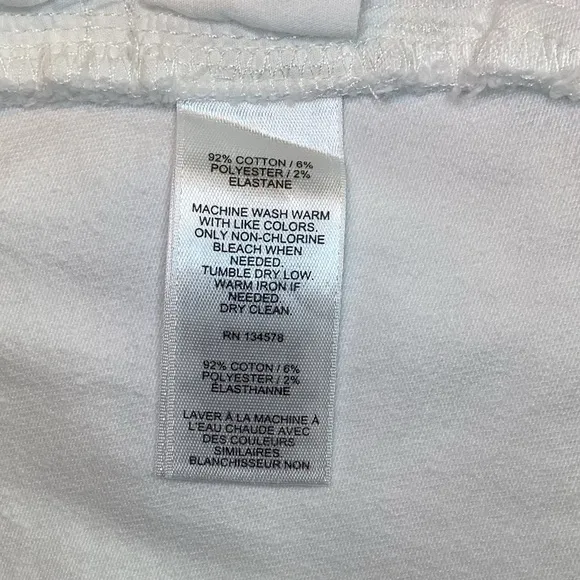 92% COTTON / 6%
POLYESTER / 2%
ELASTANE
MACHINE WASH WARM
WITH LIKE COLORS.
ONLY NON-CHLORINE
BLEACH WHEN
NEEDED.
TUMBLE DRY LOW.
WARM IRON IF
NEEDED
DRY CLEAN.
RN 134578
92% COTON / 6%
POLYESTER / 2%
ÉLASTHANNE
LAVER À LA MACHINE À
L'EAU CHAUDE AVEC
DES COULEURS
SIMILAIRES.
BLANCHISSEUR NON